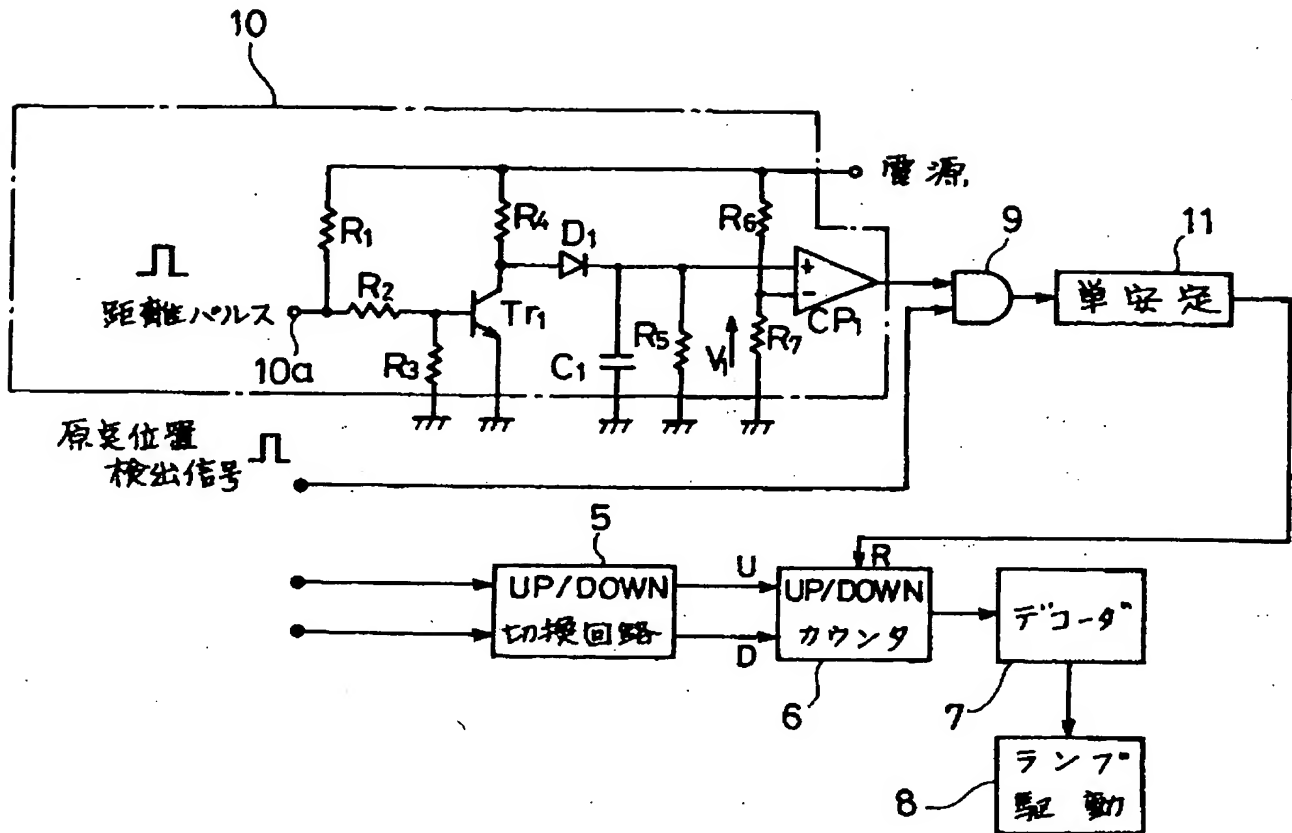 10
電源
R1
R4
D1
R6
9
11
距離パルス
R2
Tr1
+
−
CP1
単安定
10a
R3
C1
R5
V1
R7
原点位置
検出信号
5
UP/DOWN
切換回路
U
D
R
UP/DOWN
カウンタ
6
デコーダ
7
ランプ
駆動
8